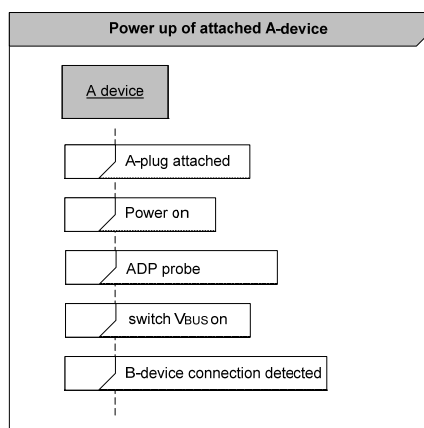 Power up of attached A-device
A device
A-plug attached
Power on
ADP probe
switch VBUS on
B-device connection detected